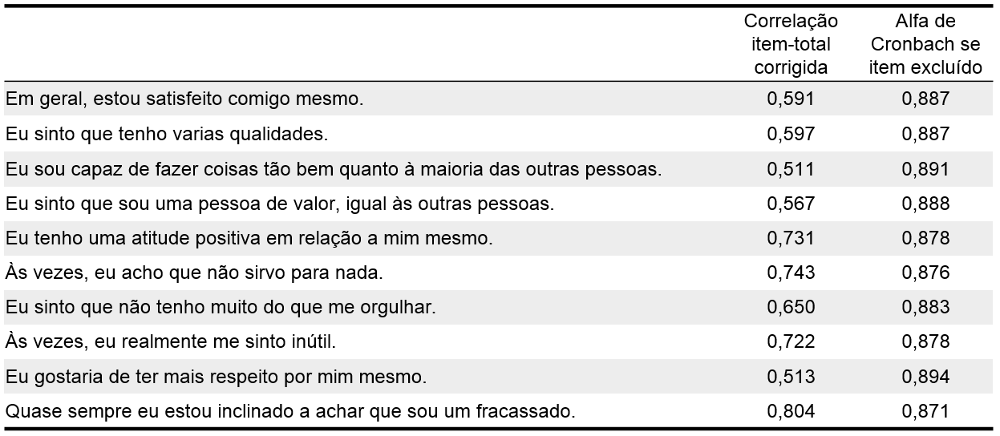 Correlação item-total corrigida Alfa de Cronbach se item excluído
Em geral, estou satisfeito comigo mesmo. 0,591 0,887
Eu sinto que tenho varias qualidades. 0,597 0,887
Eu sou capaz de fazer coisas tão bem quanto à maioria das outras pessoas. 0,511 0,891
Eu sinto que sou uma pessoa de valor, igual às outras pessoas. 0,567 0,888
Eu tenho uma atitude positiva em relação a mim mesmo. 0,731 0,878
Às vezes, eu acho que não sirvo para nada. 0,743 0,876
Eu sinto que não tenho muito do que me orgulhar. 0,650 0,883
Às vezes, eu realmente me sinto inútil. 0,722 0,878
Eu gostaria de ter mais respeito por mim mesmo. 0,513 0,894
Quase sempre eu estou inclinado a achar que sou um fracassado. 0,804 0,871